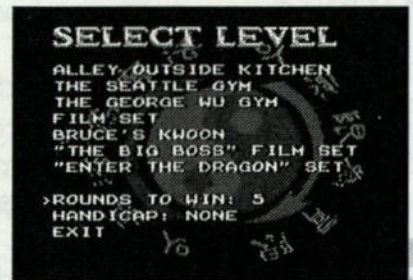 SELECT LEVEL
ALLEY OUTSIDE KITCHEN
THE SEATTLE GYM
THE GEORGE WU GYM
FILM SET
BRUCE'S KWOON
"THE BIG BOSS" FILM SET
"ENTER THE DRAGON" SET
>ROUNDS TO WIN: 5
HANDICAP: NONE
EXIT